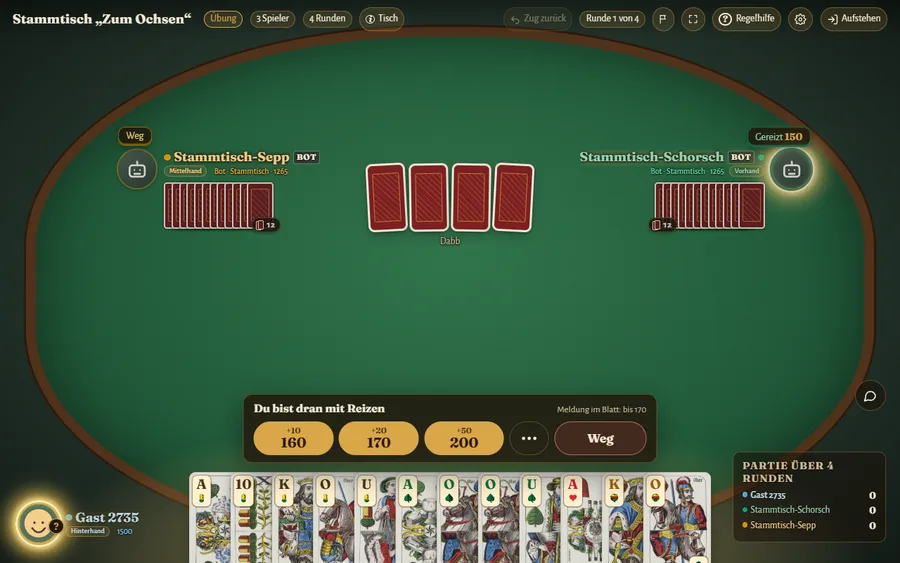 Stammtisch „Zum Ochsen“
Übung
3 Spieler
4 Runden
Tisch
Zug zurück
Runde 1 von 4
Regelhilfe
Aufstehen
Weg
Stammtisch-Sepp BOT
Mittelhand Bot · Stammtisch · 1265
12
Dabb
Gereizt 150
Stammtisch-Schorsch BOT
Bot · Stammtisch · 1265 Vorhand
12
Du bist dran mit Reizen
Meldung im Blatt: bis 170
+10
160
+20
170
+50
200
Weg
A 10 K O U A O O U A K O
Gast 2735
Hinterhand 1500
?
PARTIE ÜBER 4
RUNDEN
Gast 2735 0
Stammtisch-Schorsch 0
Stammtisch-Sepp 0